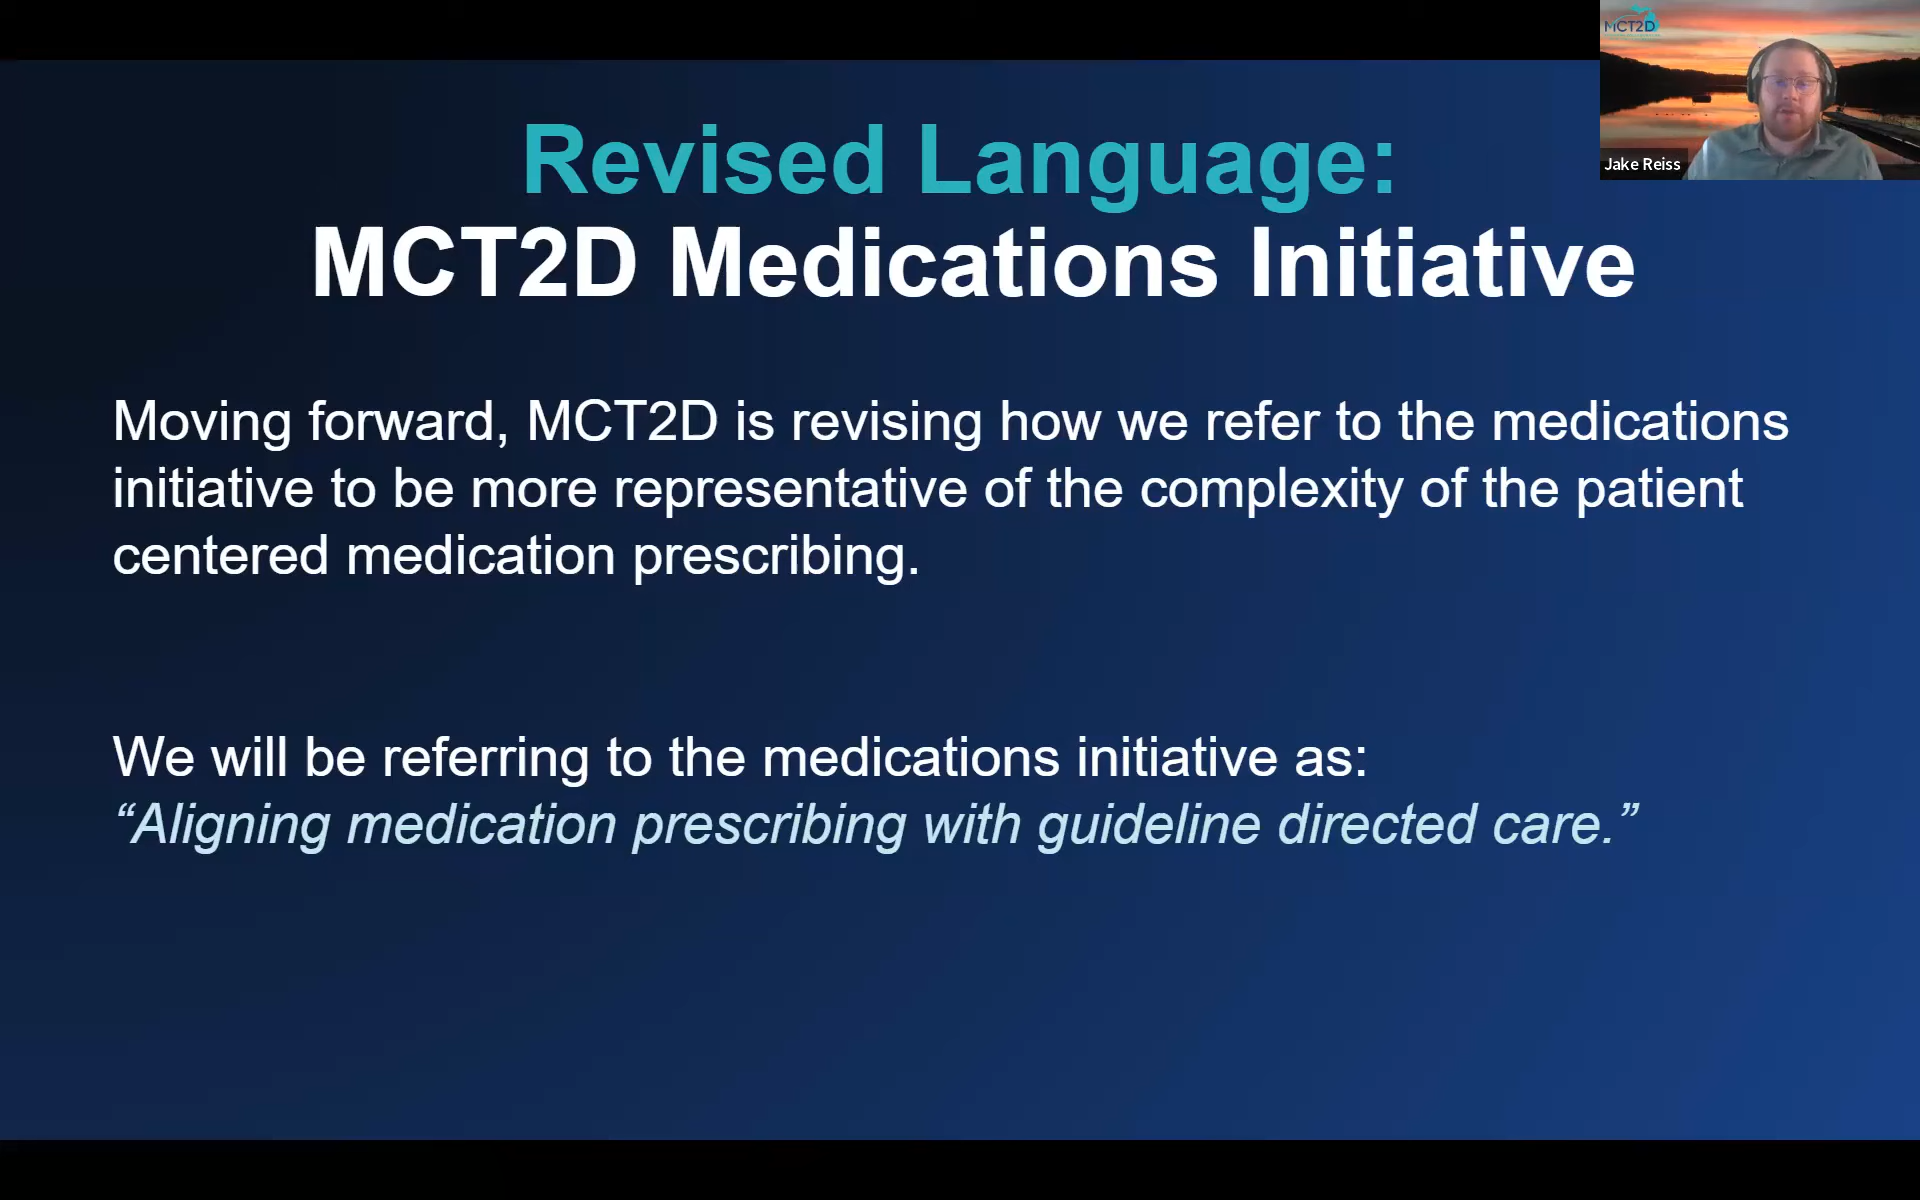 MCT2D
Jake Reiss
Revised Language:
MCT2D Medications Initiative
Moving forward, MCT2D is revising how we refer to the medications
initiative to be more representative of the complexity of the patient
centered medication prescribing.
We will be referring to the medications initiative as:
“Aligning medication prescribing with guideline directed care.”